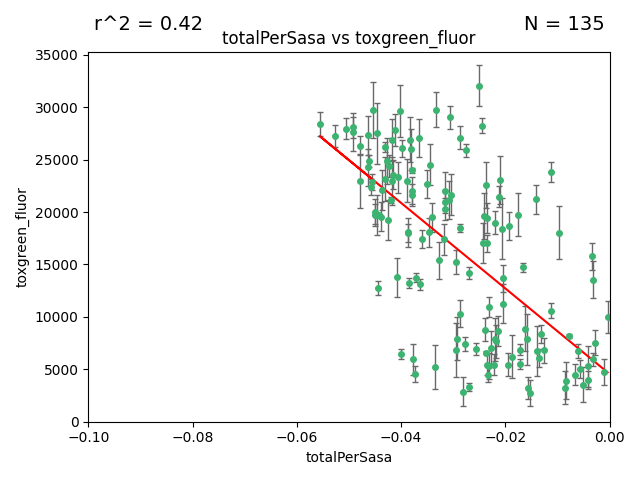 r^2 = 0.42
N = 135
totalPerSasa vs toxgreen_fluor
35000
30000
25000
20000
15000
10000
5000
0
toxgreen_fluor
−0.10
−0.08
−0.06
−0.04
−0.02
0.00
totalPerSasa